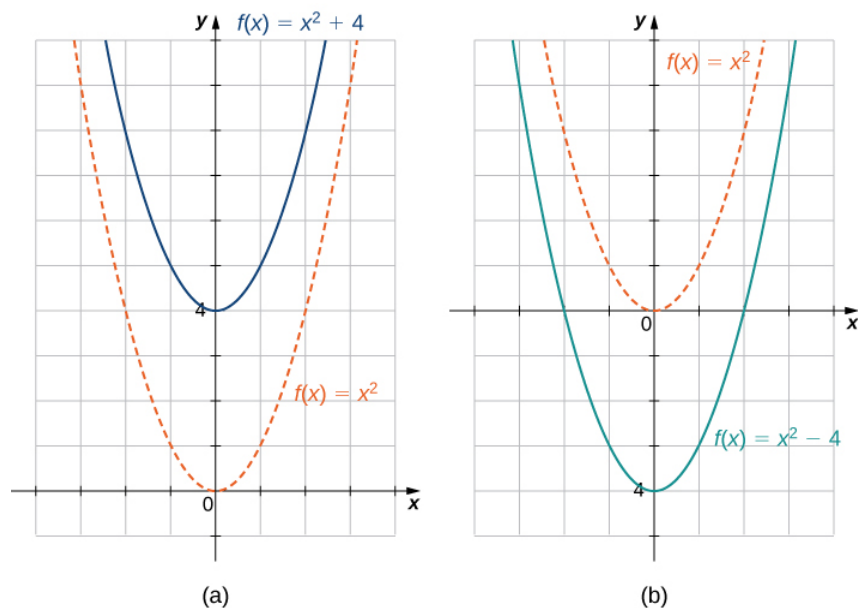 y
f(x) = x² + 4
4
f(x) = x²
0
x
(a)
y
f(x) = x²
0
x
f(x) = x² − 4
4
(b)